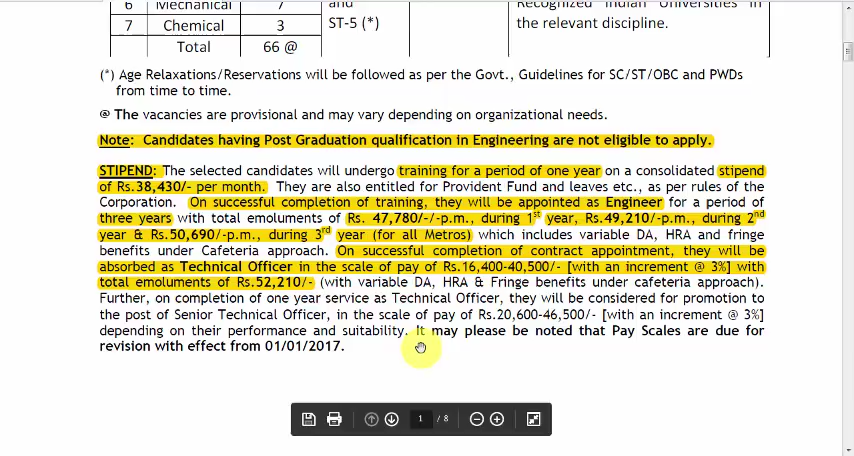 6 Mechanical 7 and Recognized Indian Universities in
7 Chemical 3 ST-5 (*) the relevant discipline.
Total 66 @
(*) Age Relaxations/Reservations will be followed as per the Govt., Guidelines for SC/ST/OBC and PWDs
from time to time.
@ The vacancies are provisional and may vary depending on organizational needs.
Note: Candidates having Post Graduation qualification in Engineering are not eligible to apply.
STIPEND: The selected candidates will undergo training for a period of one year on a consolidated stipend
of Rs.38,430/- per month. They are also entitled for Provident Fund and leaves etc., as per rules of the
Corporation. On successful completion of training, they will be appointed as Engineer for a period of
three years with total emoluments of Rs. 47,780/-/-p.m., during 1st year, Rs.49,210/-p.m., during 2nd
year & Rs.50,690/-p.m., during 3rd year (for all Metros) which includes variable DA, HRA and fringe
benefits under Cafeteria approach. On successful completion of contract appointment, they will be
absorbed as Technical Officer in the scale of pay of Rs.16,400-40,500/- [with an increment @ 3%] with
total emoluments of Rs.52,210/- (with variable DA, HRA & Fringe benefits under cafeteria approach).
Further, on completion of one year service as Technical Officer, they will be considered for promotion to
the post of Senior Technical Officer, in the scale of pay of Rs.20,600-46,500/- [with an increment @ 3%]
depending on their performance and suitability. It may please be noted that Pay Scales are due for
revision with effect from 01/01/2017.
1 / 8